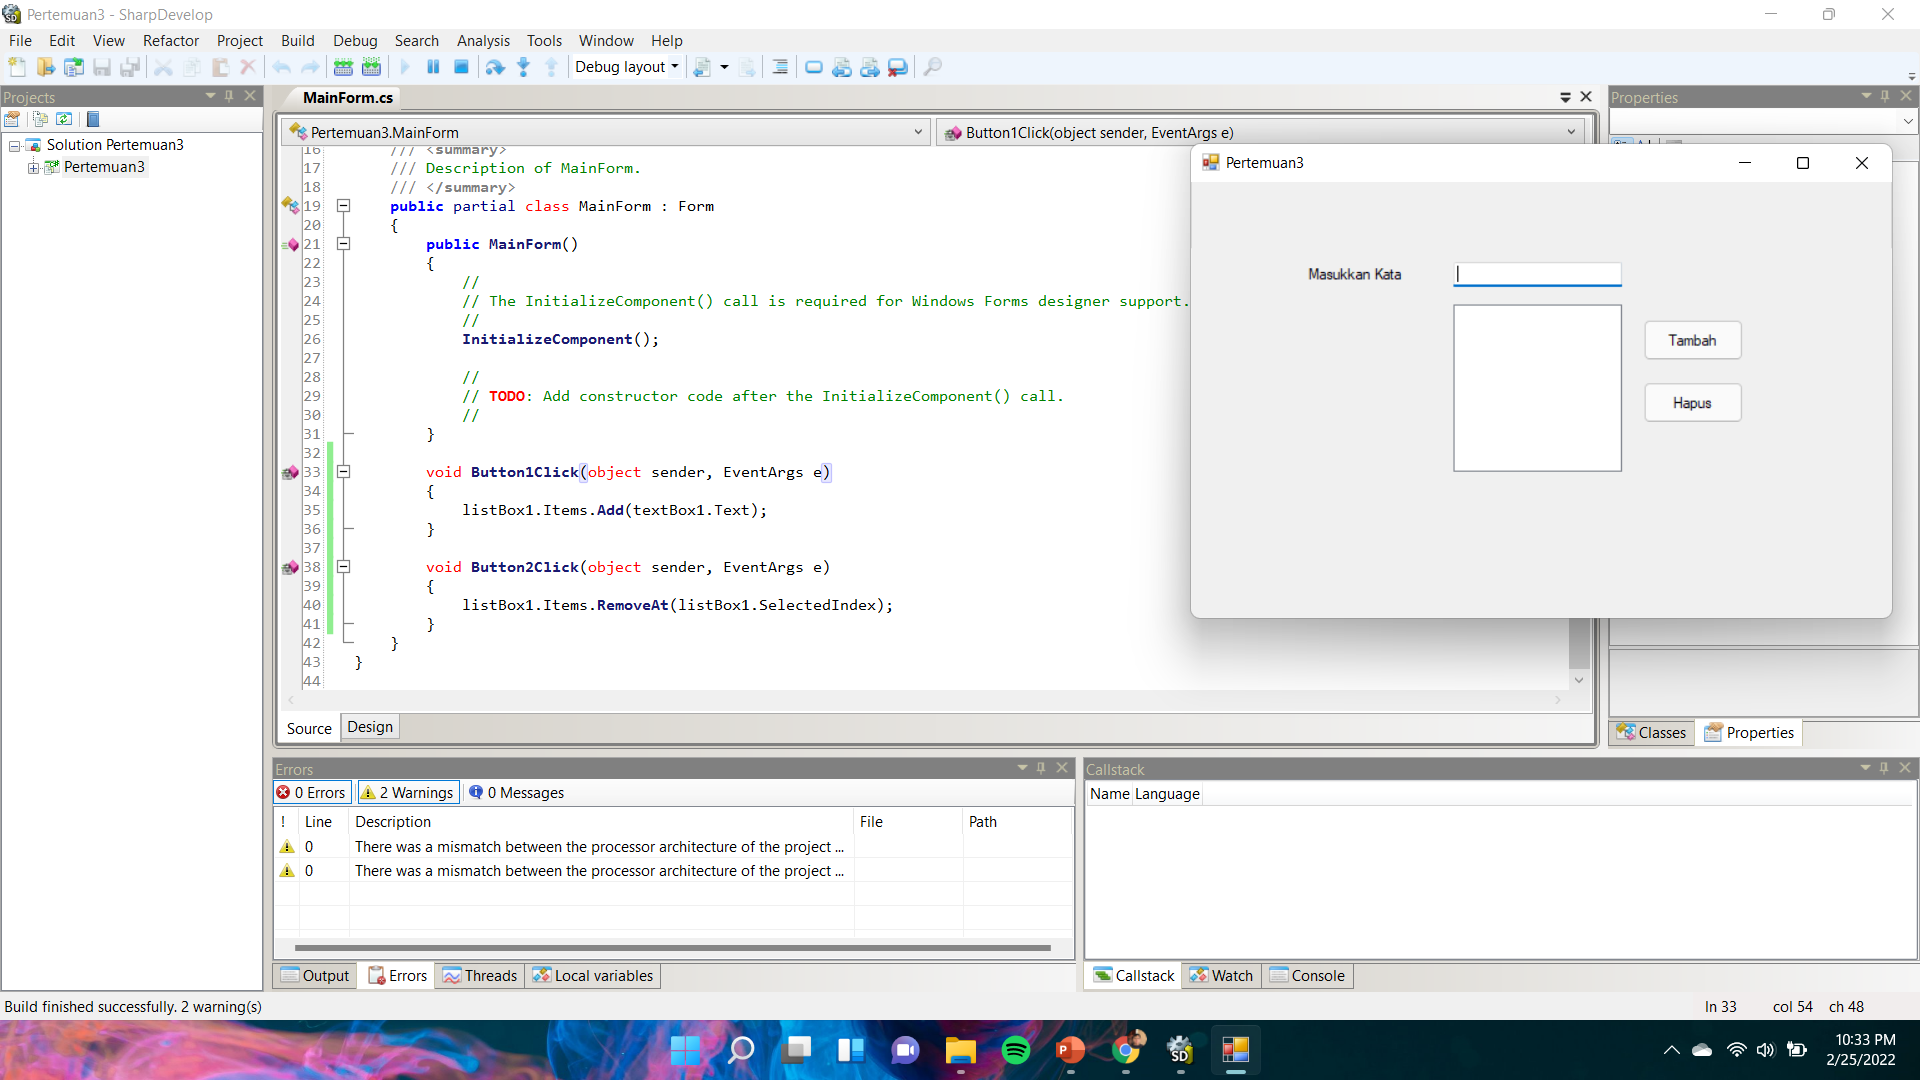 Pertemuan3 - SharpDevelop
File Edit View Refactor Project Build Debug Search Analysis Tools Window Help
Debug layout
Projects
Solution Pertemuan3
Pertemuan3
MainForm.cs
Pertemuan3.MainForm
Button1Click(object sender, EventArgs e)
16 /// <summary>
17 /// Description of MainForm.
18 /// </summary>
19 public partial class MainForm : Form
20 {
21 public MainForm()
22 {
23 //
24 // The InitializeComponent() call is required for Windows Forms designer support.
25 //
26 InitializeComponent();
27
28 //
29 // TODO: Add constructor code after the InitializeComponent() call.
30 //
31 }
32
33 void Button1Click(object sender, EventArgs e)
34 {
35 listBox1.Items.Add(textBox1.Text);
36 }
37
38 void Button2Click(object sender, EventArgs e)
39 {
40 listBox1.Items.RemoveAt(listBox1.SelectedIndex);
41 }
42 }
43 }
44
Source Design
Properties
Pertemuan3
Masukkan Kata
Tambah
Hapus
Classes Properties
Errors
0 Errors 2 Warnings 0 Messages
! Line Description File Path
0 There was a mismatch between the processor architecture of the project ...
0 There was a mismatch between the processor architecture of the project ...
Output Errors Threads Local variables
Callstack
Name Language
Callstack Watch Console
Build finished successfully. 2 warning(s)
ln 33 col 54 ch 48
SD
10:33 PM
2/25/2022